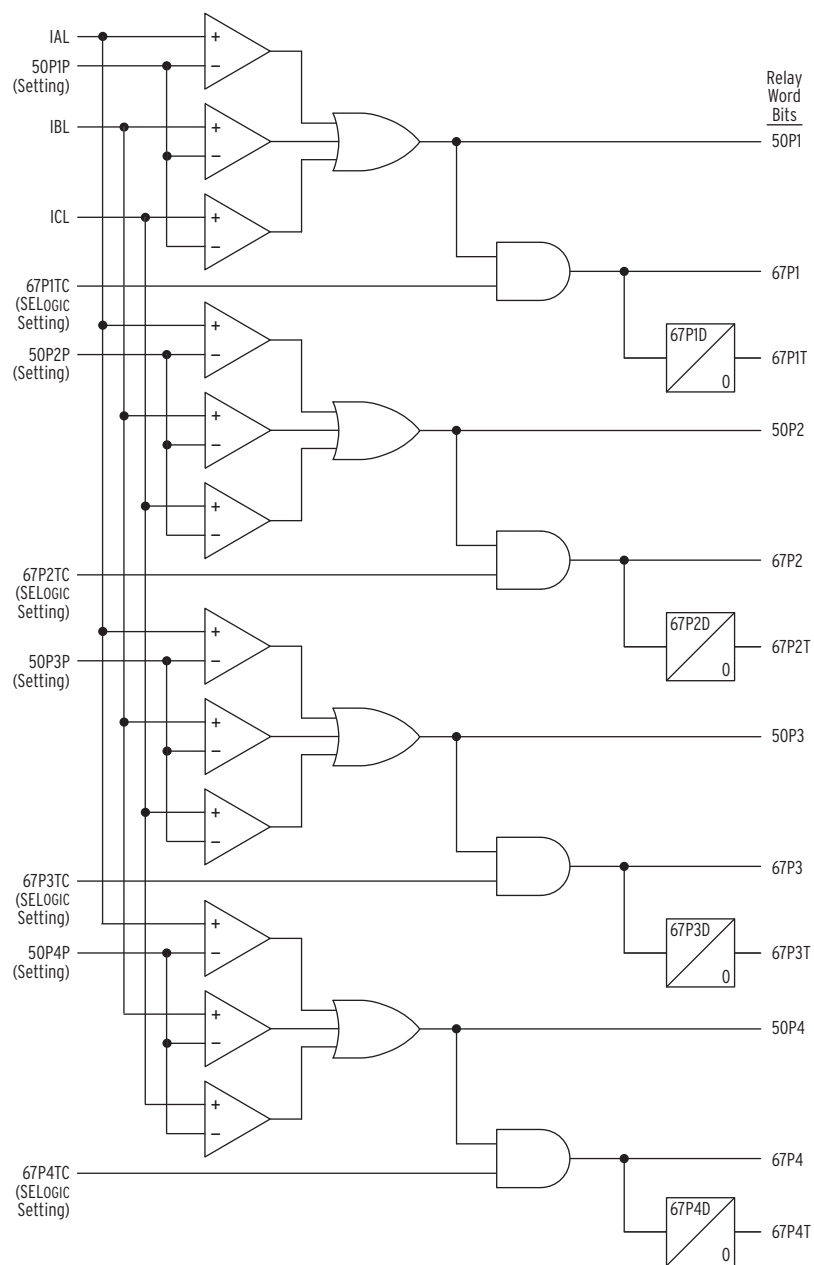 IAL
50P1P
(Setting)
IBL
ICL
67P1TC
(SELOGIC
Setting)
+
−
+
−
+
−
Relay
Word
Bits
50P1
67P1
67P1D
0
67P1T
50P2P
(Setting)
67P2TC
(SELOGIC
Setting)
+
−
+
−
+
−
50P2
67P2
67P2D
0
67P2T
50P3P
(Setting)
67P3TC
(SELOGIC
Setting)
+
−
+
−
+
−
50P3
67P3
67P3D
0
67P3T
50P4P
(Setting)
67P4TC
(SELOGIC
Setting)
+
−
+
−
+
−
50P4
67P4
67P4D
0
67P4T